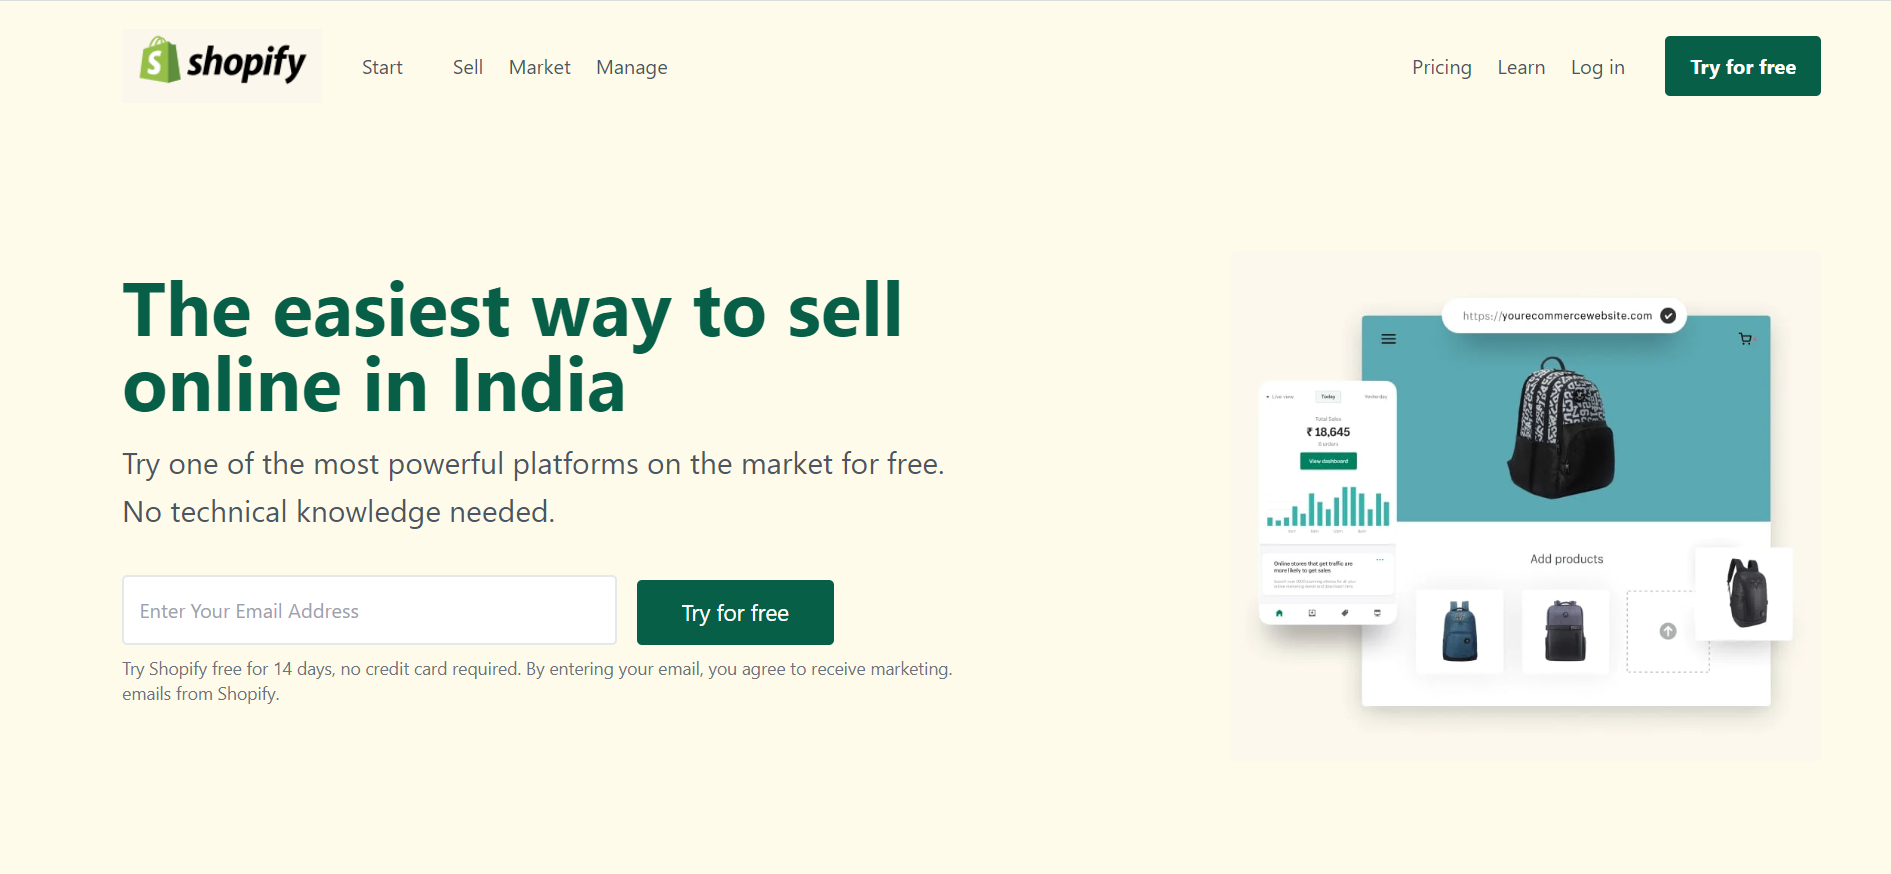 shopify
Start Sell Market Manage
Pricing Learn Log in Try for free
The easiest way to sell
online in India
Try one of the most powerful platforms on the market for free.
No technical knowledge needed.
Enter Your Email Address
Try for free
Try Shopify free for 14 days, no credit card required. By entering your email, you agree to receive marketing.
emails from Shopify.
https://yourecommercewebsite.com
Live view Today Yesterday
Total Sales
₹ 18,645
View dashboard
Online stores that get traffic are
more likely to get sales
Add products